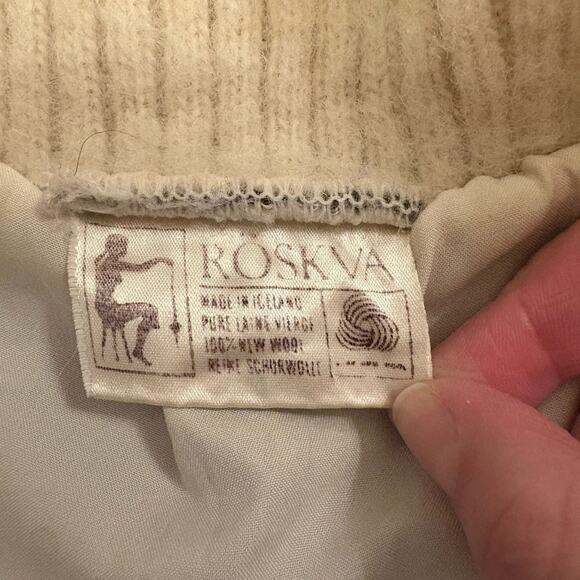 RÖSKVA
MADE IN ICELAND
PURE LAINE VIERGE
100% NEW WOOL
REINE SCHURWOLLE